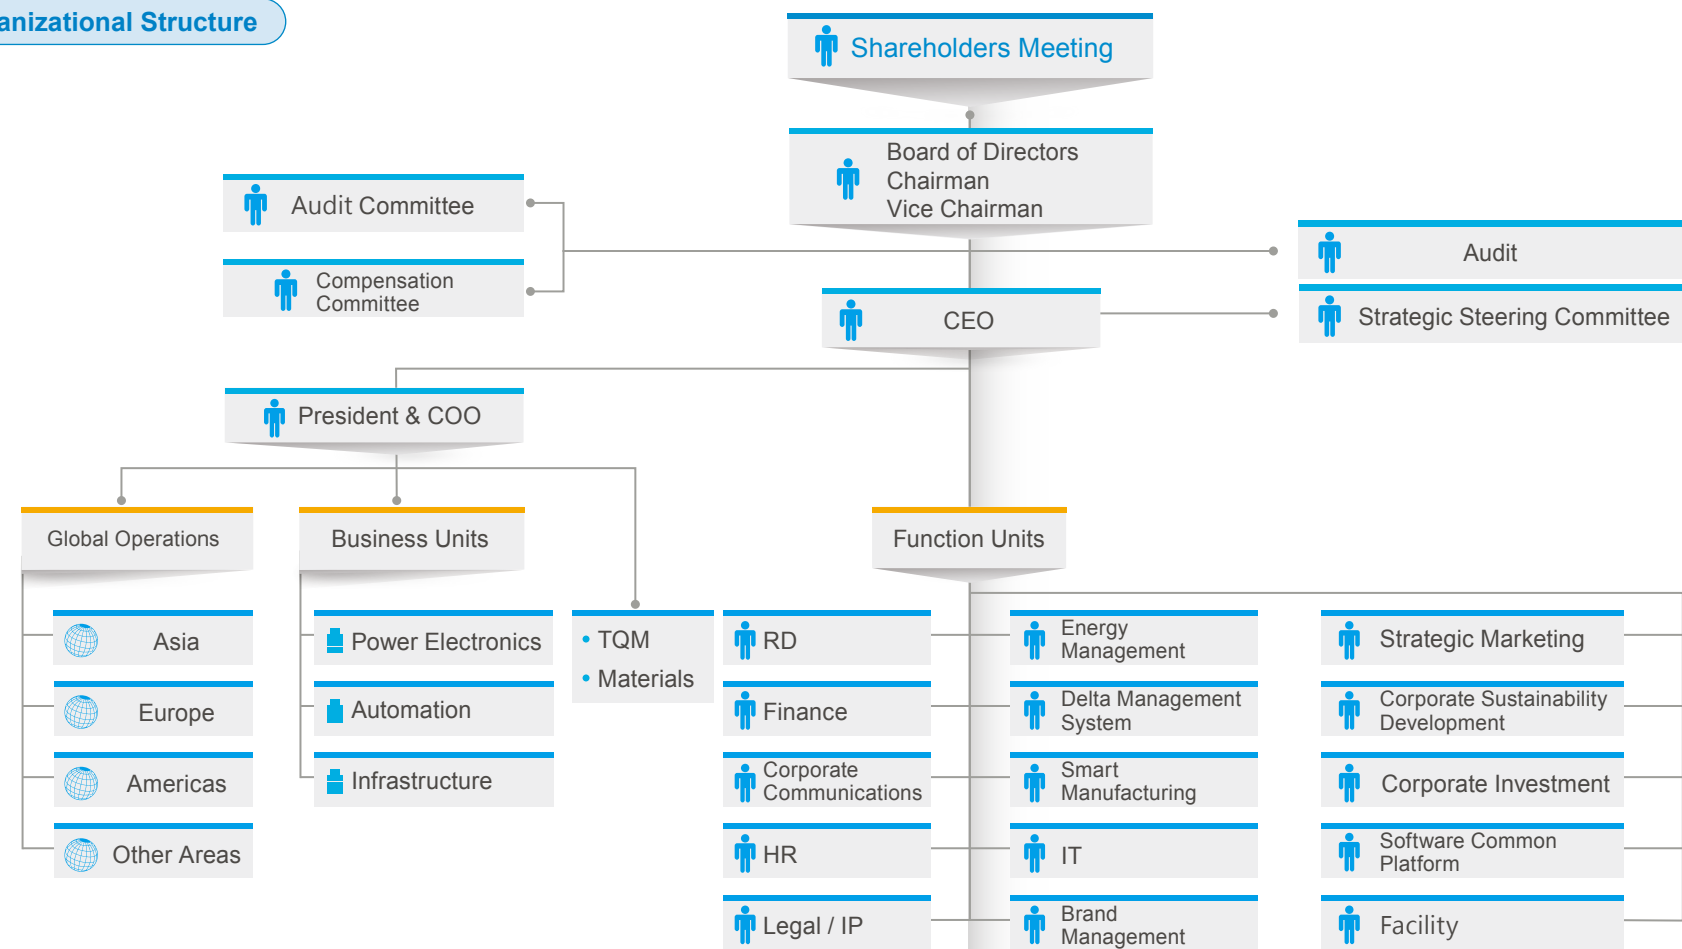 anizational Structure
Shareholders Meeting
Board of Directors
Chairman
Vice Chairman
Audit Committee
Compensation
Committee
Audit
Strategic Steering Committee
CEO
President & COO
Global Operations
Business Units
Function Units
Asia
Europe
Americas
Other Areas
Power Electronics
Automation
Infrastructure
• TQM
• Materials
RD
Finance
Corporate
Communications
HR
Legal / IP
Energy
Management
Delta Management
System
Smart
Manufacturing
IT
Brand
Management
Strategic Marketing
Corporate Sustainability
Development
Corporate Investment
Software Common
Platform
Facility